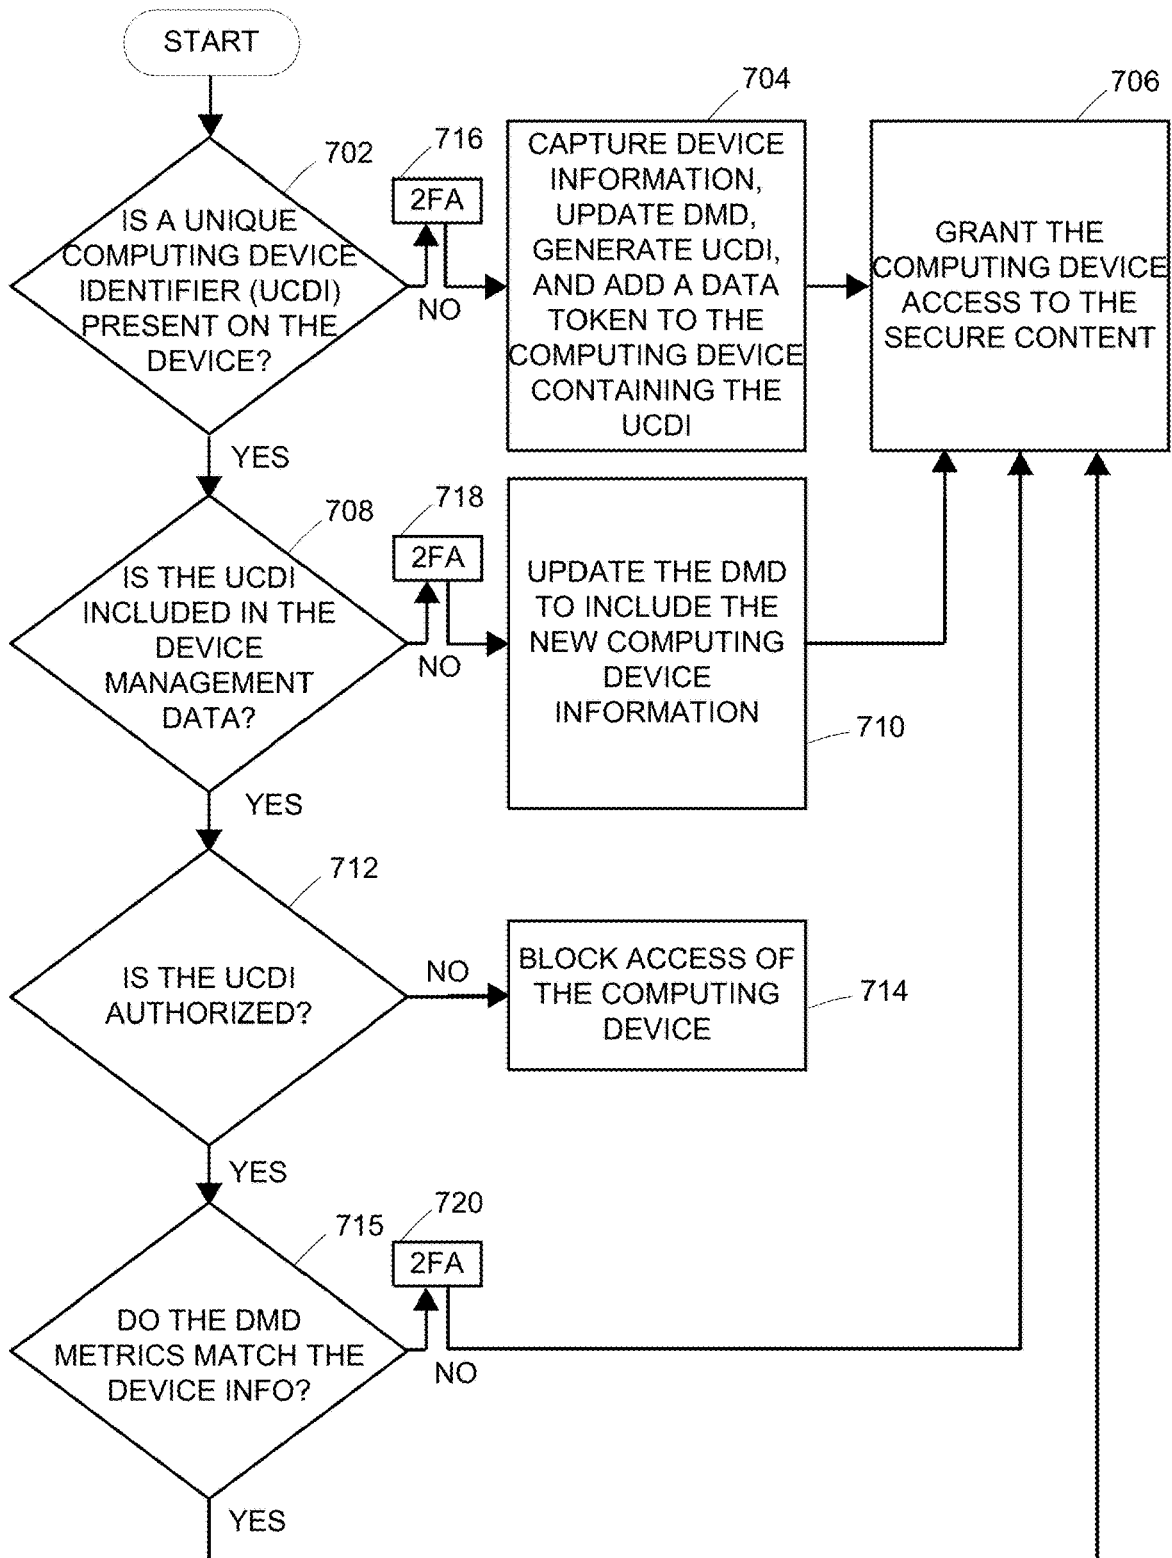 START
702
IS A UNIQUE
COMPUTING DEVICE
IDENTIFIER (UCDI)
PRESENT ON THE
DEVICE?
716
2FA
NO
704
CAPTURE DEVICE
INFORMATION,
UPDATE DMD,
GENERATE UCDI,
AND ADD A DATA
TOKEN TO THE
COMPUTING DEVICE
CONTAINING THE
UCDI
706
GRANT THE
COMPUTING DEVICE
ACCESS TO THE
SECURE CONTENT
YES
708
IS THE UCDI
INCLUDED IN THE
DEVICE
MANAGEMENT
DATA?
718
2FA
NO
UPDATE THE DMD
TO INCLUDE THE
NEW COMPUTING
DEVICE
INFORMATION
710
YES
712
IS THE UCDI
AUTHORIZED?
NO
BLOCK ACCESS OF
THE COMPUTING
DEVICE
714
YES
715
DO THE DMD
METRICS MATCH THE
DEVICE INFO?
720
2FA
NO
YES